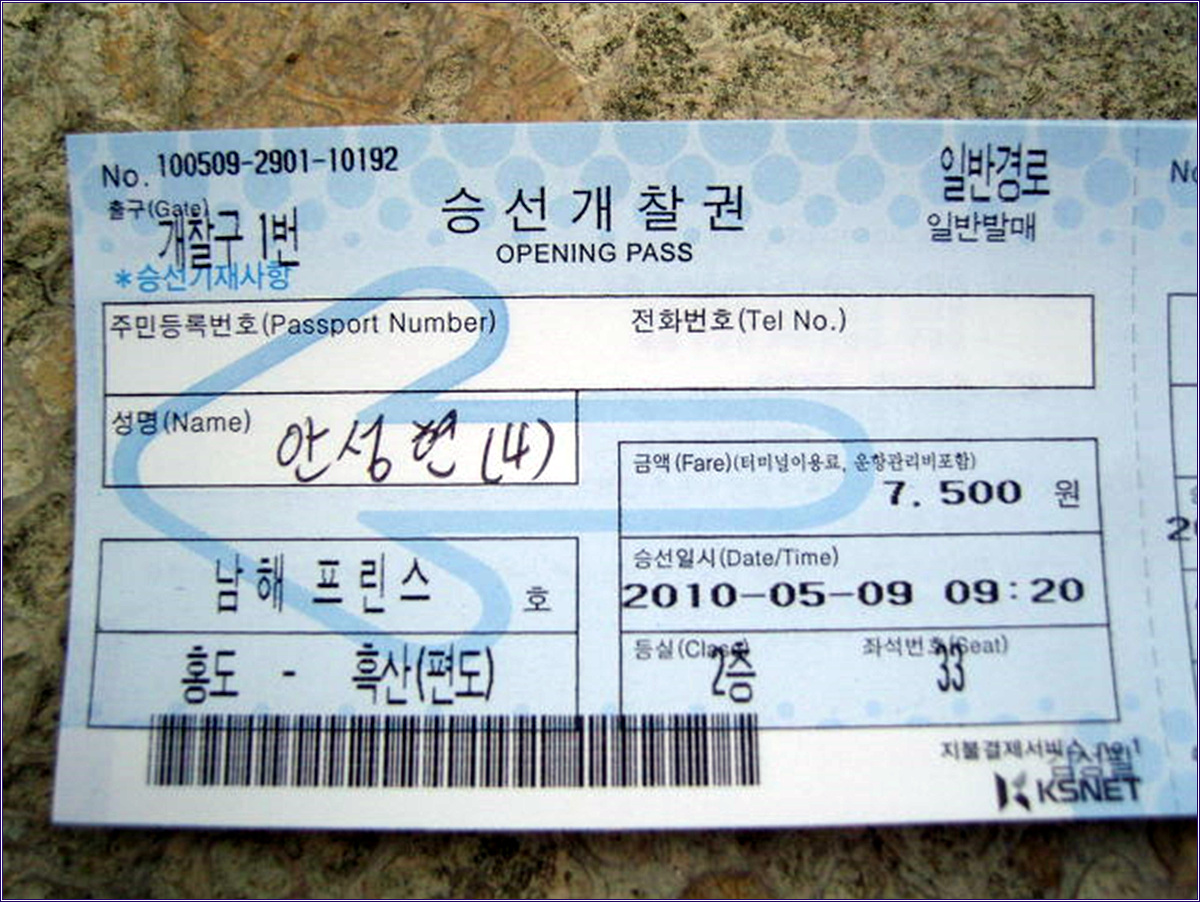 No. 100509-2901-10192
일반경로
No
출구(Gate)
개찰구 1번
승선개찰권
일반발매
OPENING PASS
*승선기재사항
주민등록번호(Passport Number)
전화번호(Tel No.)
성명(Name) 안성현 (4)
금액(Fare)(터미널이용료, 운항관리비포함)
7. 500 원
승선일시(Date/Time)
2010-05-09 09:20
남해 프린스 호
등실(Class) 좌석번호(Seat)
2층 33
홍도 - 흑산(편도)
지불결제서비스 no.1
KSNET